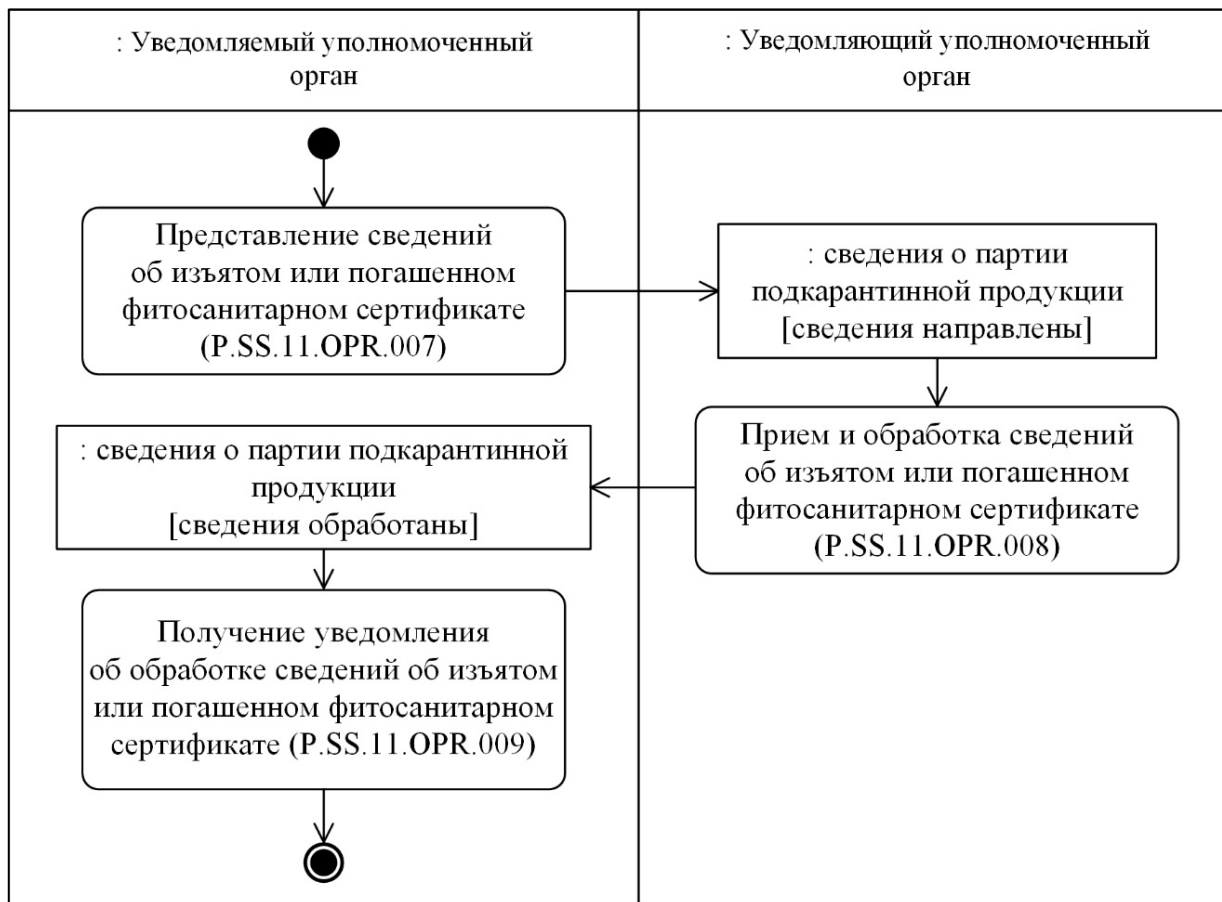 : Уведомляемый уполномоченный
орган
: Уведомляющий уполномоченный
орган
Представление сведений
об изъятом или погашенном
фитосанитарном сертификате
(P.SS.11.OPR.007)
: сведения о партии
подкарантинной продукции
[сведения направлены]
Прием и обработка сведений
об изъятом или погашенном
фитосанитарном сертификате
(P.SS.11.OPR.008)
: сведения о партии подкарантинной
продукции
[сведения обработаны]
Получение уведомления
об обработке сведений об изъятом
или погашенном фитосанитарном
сертификате (P.SS.11.OPR.009)